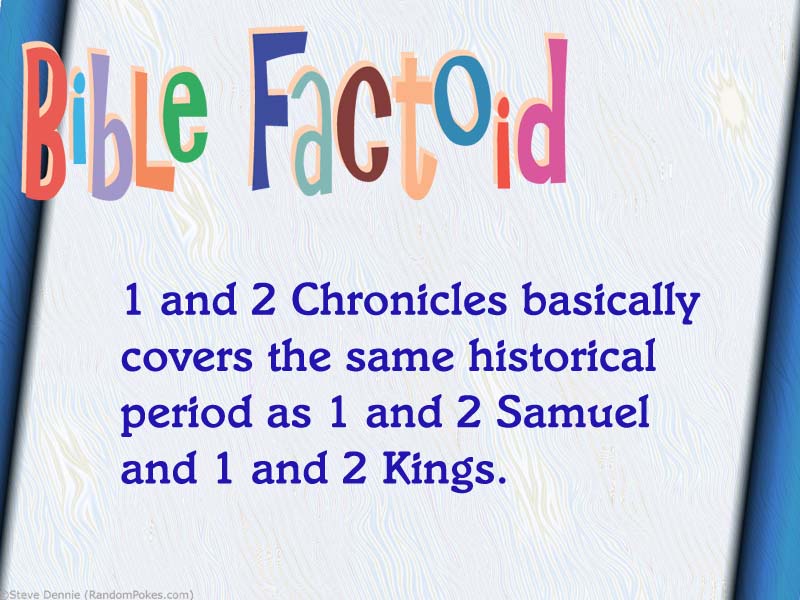 Bible Factoid
1 and 2 Chronicles basically
covers the same historical
period as 1 and 2 Samuel
and 1 and 2 Kings.
©Steve Dennie (RandomPokes.com)